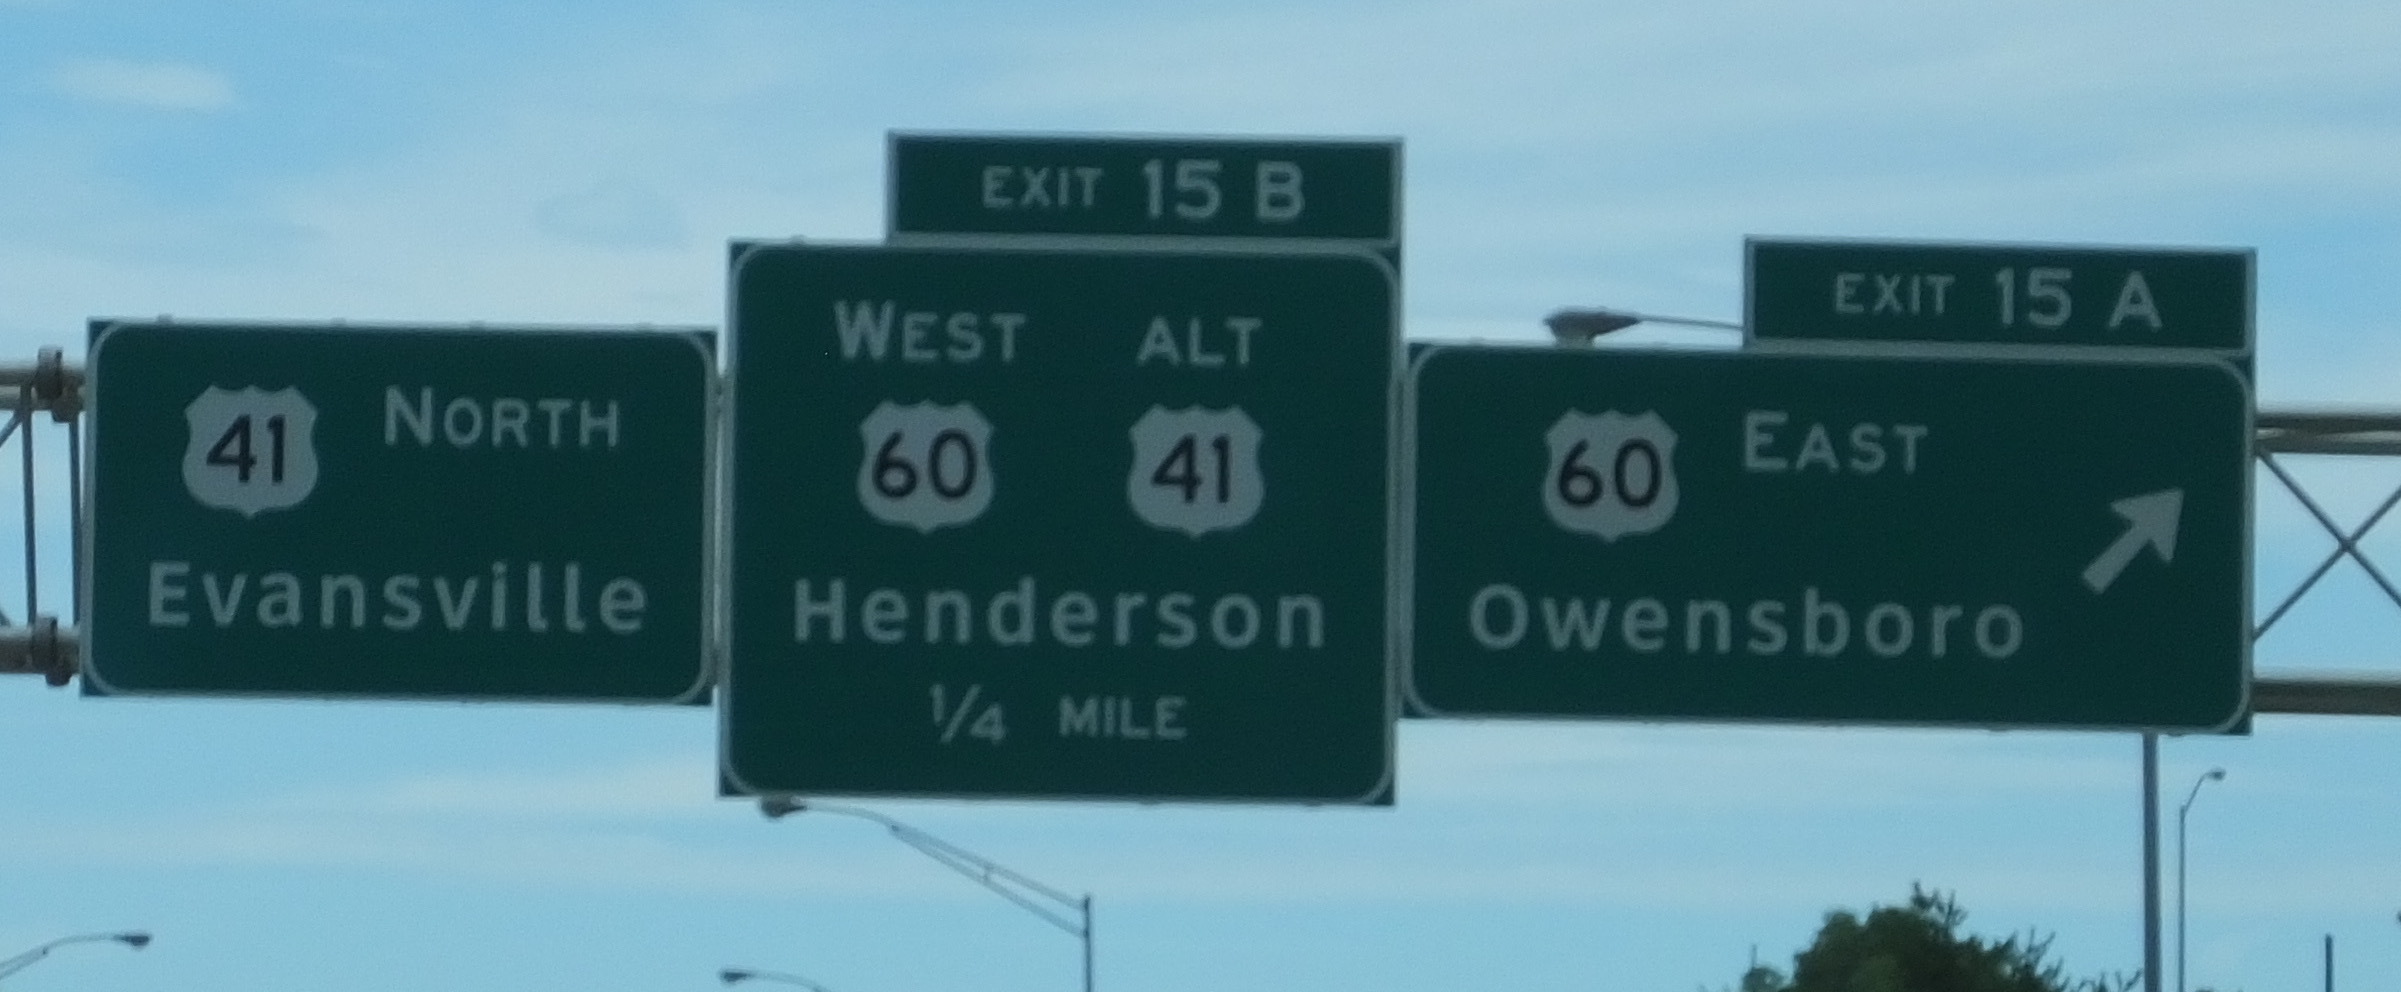 41 NORTH
Evansville
EXIT 15 B
WEST ALT
60 41
Henderson
1/4 MILE
EXIT 15 A
60 EAST
Owensboro